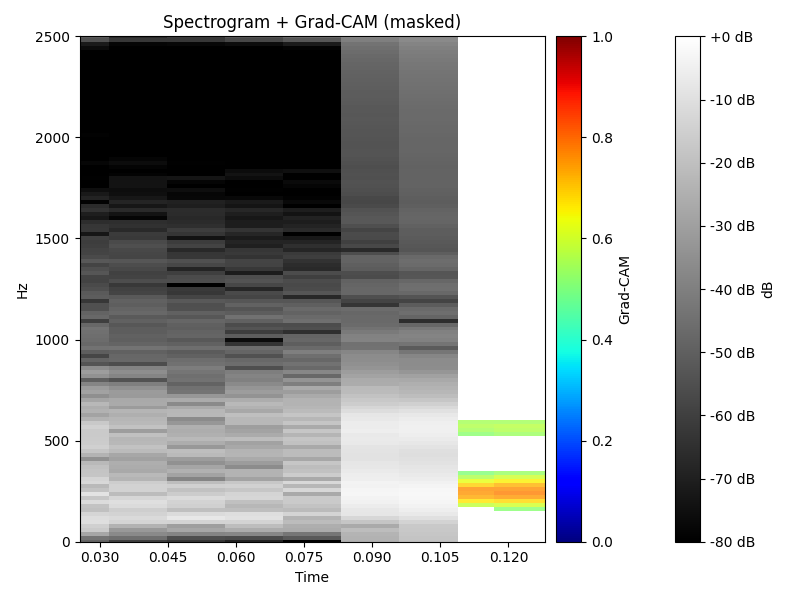 Spectrogram + Grad-CAM (masked)
2500
2000
1500
1000
500
0
Hz
0.030
0.045
0.060
0.075
0.090
0.105
0.120
Time
1.0
0.8
0.6
0.4
0.2
0.0
Grad-CAM
+0 dB
-10 dB
-20 dB
-30 dB
-40 dB
-50 dB
-60 dB
-70 dB
-80 dB
dB